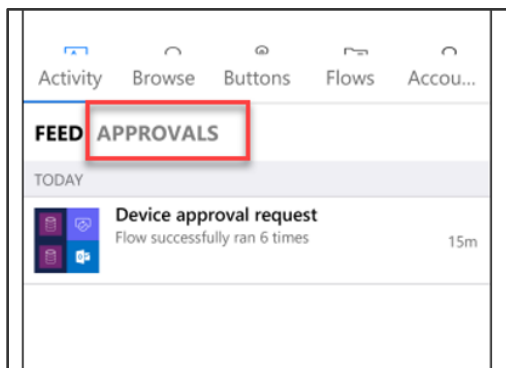 Activity Browse Buttons Flows Accou...
FEED APPROVALS
TODAY
Device approval request
Flow successfully ran 6 times
15m